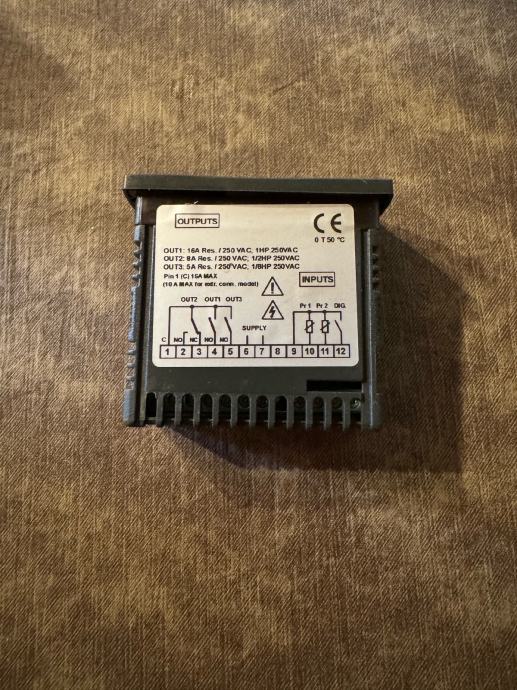 OUTPUTS
CE
0 T 50 °C
OUT1: 16A Res. / 250 VAC, 1HP 250VAC
OUT2: 8A Res. / 250 VAC, 1/2HP 250VAC
OUT3: 5A Res. / 250 VAC, 1/8HP 250VAC
Pin 1 (C) 16A MAX
(10 A MAX for extr. conn. model)
INPUTS
OUT2 OUT1 OUT3
Pr 1 Pr 2 DIG.
SUPPLY
C NO NC NO NO
1 2 3 4 5 6 7 8 9 10 11 12